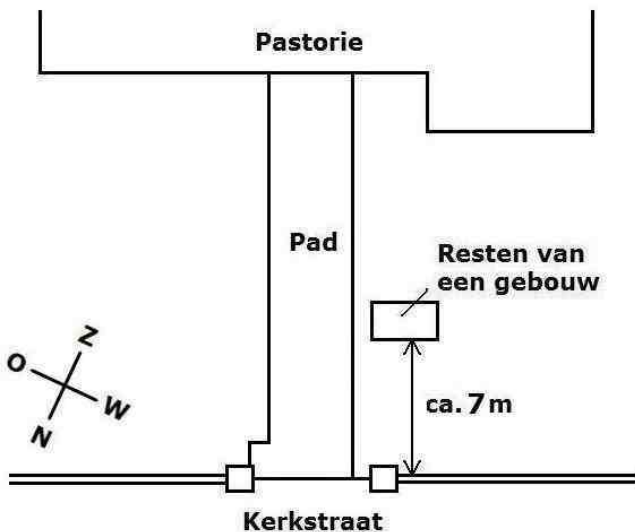 Pastorie
Pad
Resten van
een gebouw
Z
O
W
N
ca. 7 m
Kerkstraat